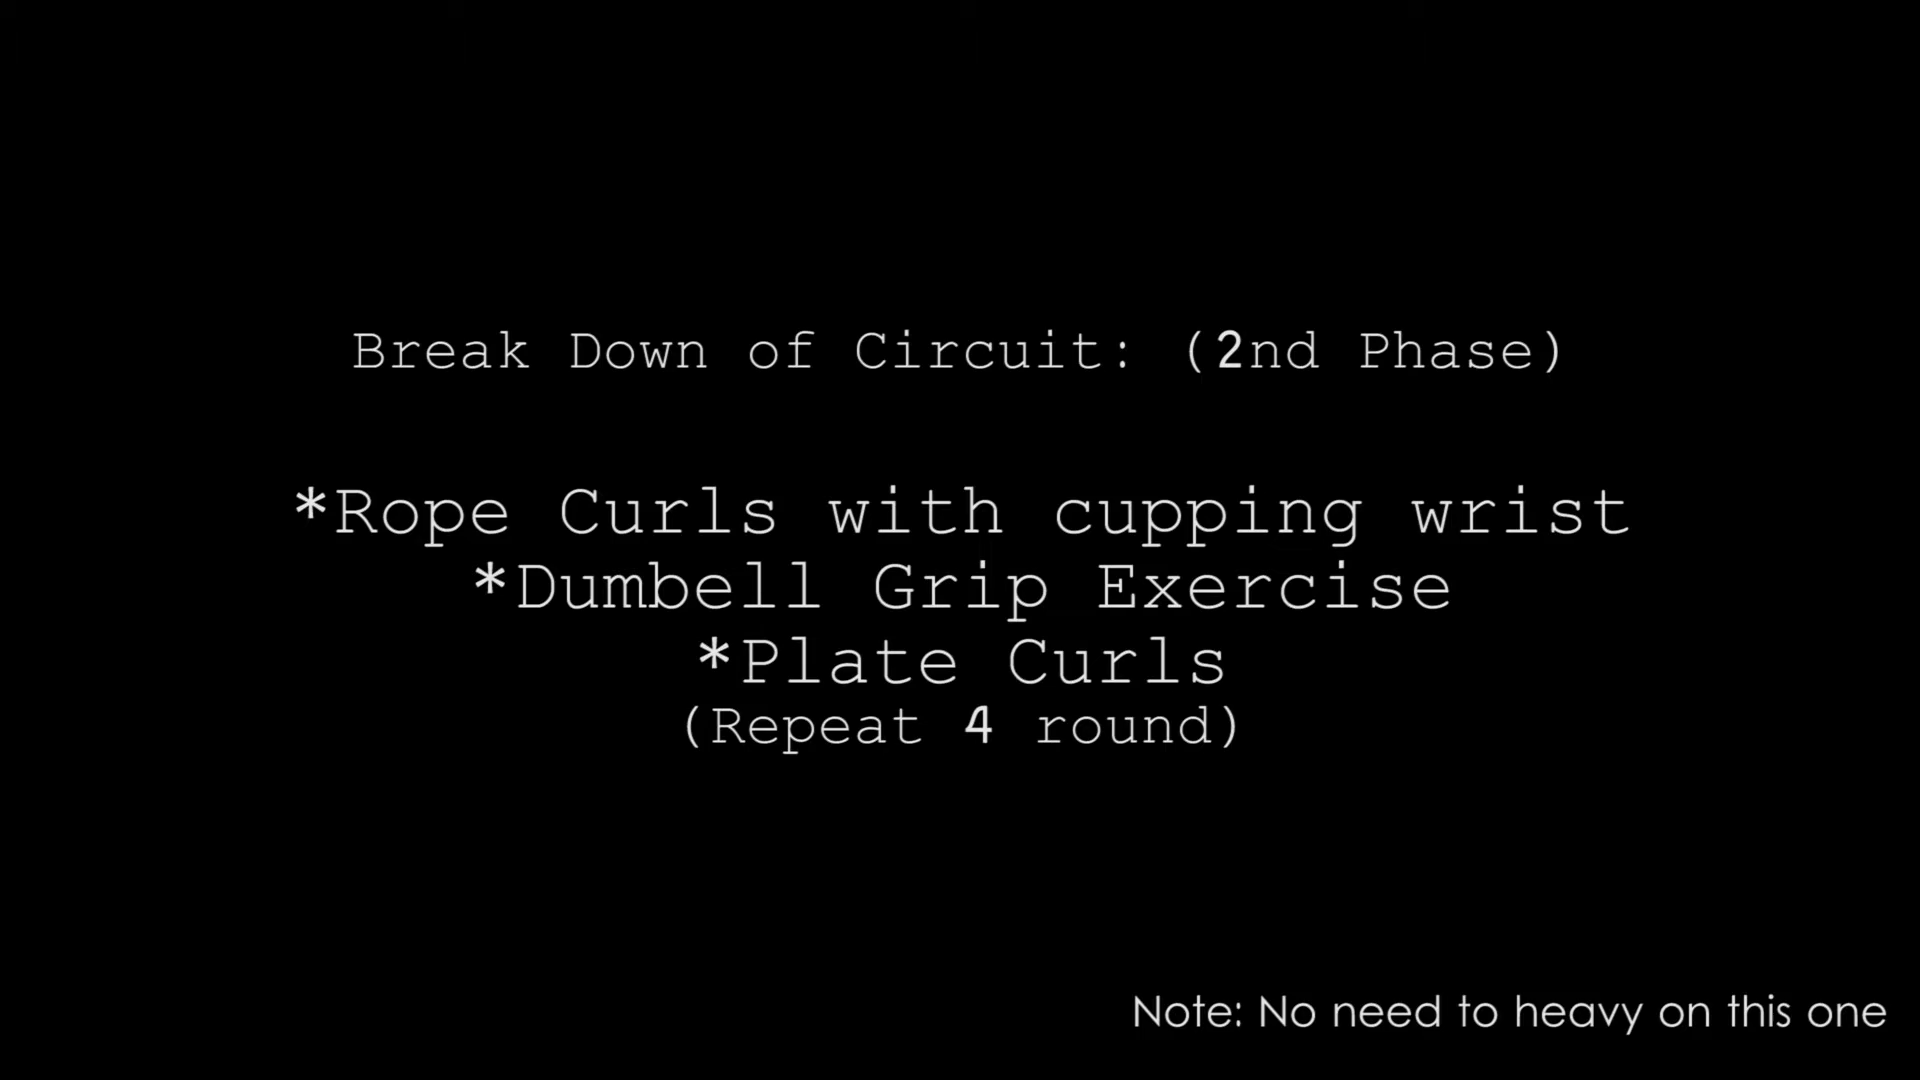 Break Down of Circuit: (2nd Phase)
*Rope Curls with cupping wrist
*Dumbell Grip Exercise
*Plate Curls
(Repeat 4 round)
Note: No need to heavy on this one